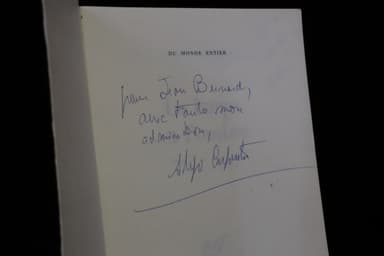 DU MONDE ENTIER
pour Jean Bernard,
avec toute mon
admiration,
Alejo Carpentier